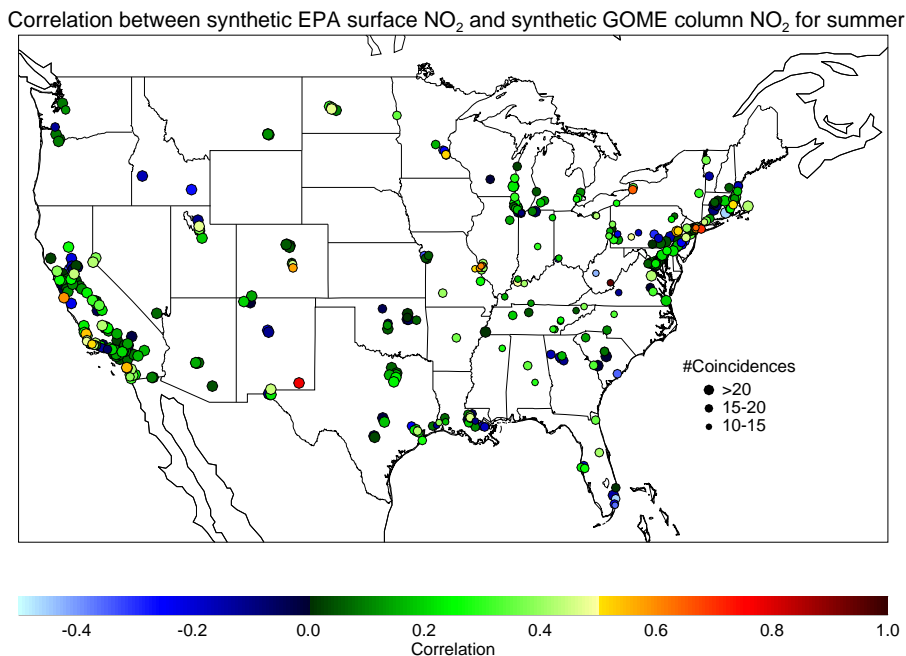 Correlation between synthetic EPA surface NO₂ and synthetic GOME column NO₂ for summer
#Coincidences
>20
15-20
10-15
-0.4 -0.2 0.0 0.2 0.4 0.6 0.8 1.0
Correlation